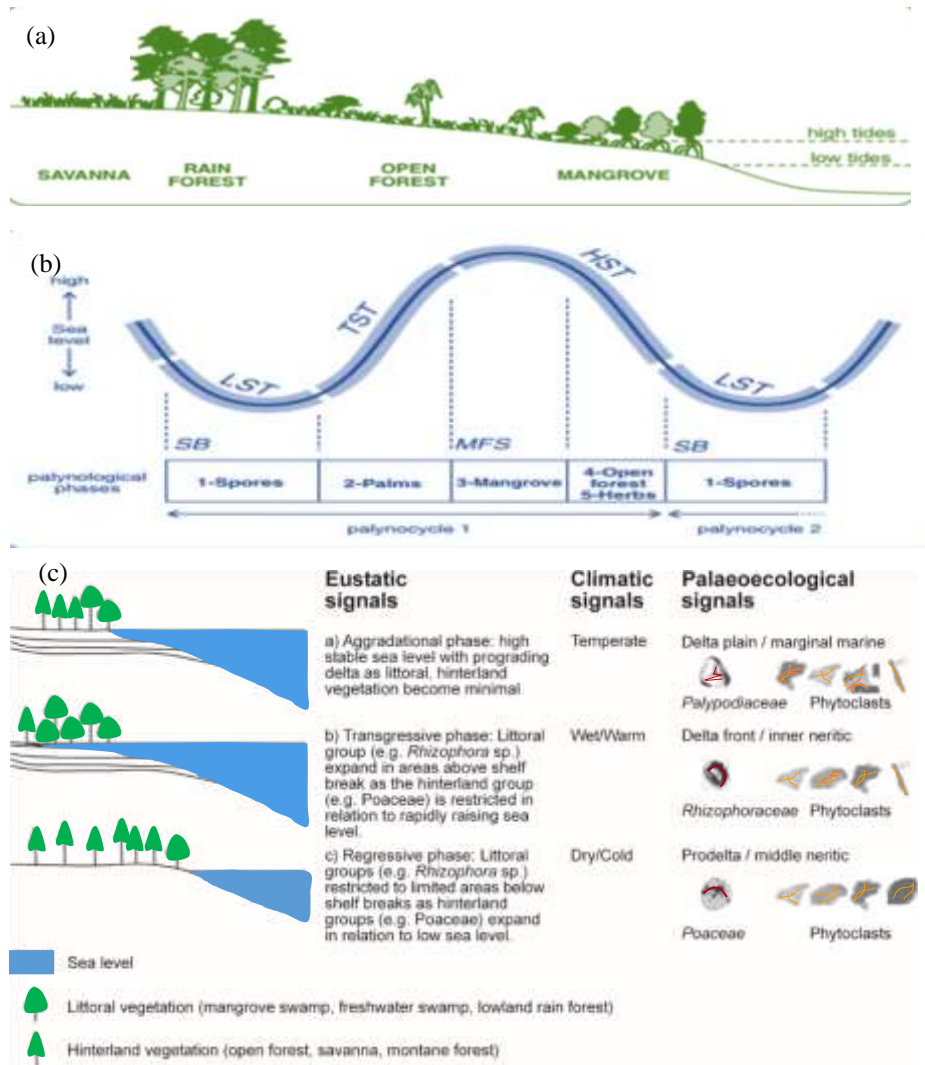 (a)
high tides
low tides
SAVANNA
RAIN
FOREST
OPEN
FOREST
MANGROVE
(b)
high
Sea
level
low
LST
TST
HST
LST
SB
MFS
SB
palynological
phases
1-Spores
2-Palms
3-Mangrove
4-Open
forest
5-Herbs
1-Spores
palynocycle 1
palynocycle 2
(c)
Eustatic
signals
Climatic
signals
Palaeoecological
signals
a) Aggradational phase: high
stable sea level with prograding
delta as littoral, hinterland
vegetation become minimal
Temperate
Delta plain / marginal marine
Palypodiaceae
Phytoclasts
b) Transgressive phase: Littoral
group (e.g. Rhizophora sp.)
expand in areas above shelf
break as the hinterland group
(e.g. Poaceae) is restricted in
relation to rapidly raising sea
level.
Wet/Warm
Delta front / inner neritic
Rhizophoraceae
Phytoclasts
c) Regressive phase: Littoral
groups (e.g. Rhizophora sp.)
restricted to limited areas below
shelf breaks as hinterland
groups (e.g. Poaceae) expand
in relation to low sea level.
Dry/Cold
Prodelta / middle neritic
Poaceae
Phytoclasts
Sea level
Littoral vegetation (mangrove swamp, freshwater swamp, lowland rain forest)
Hinterland vegetation (open forest, savanna, montane forest)